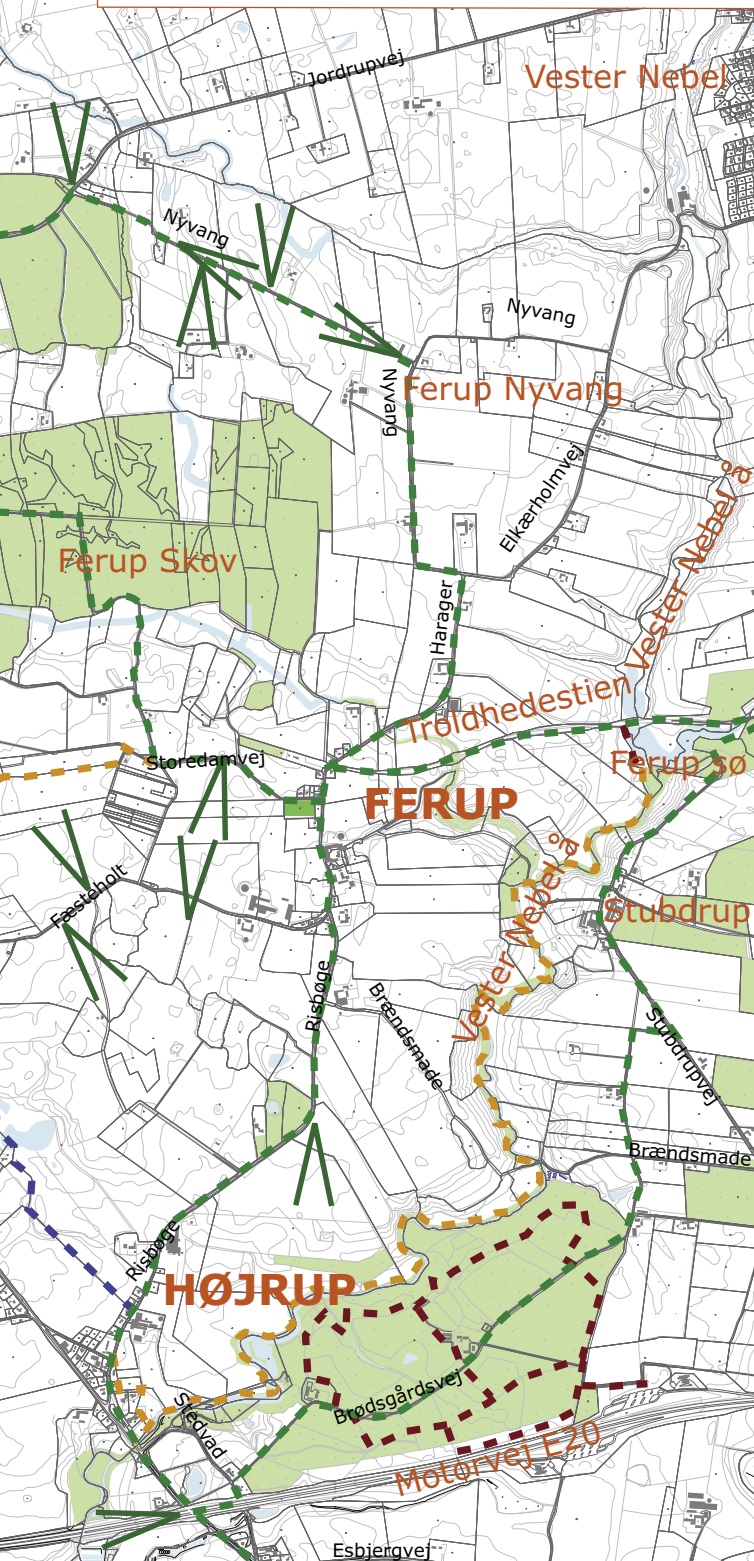 Jordrupvej
Vester Nebel
Nyvang
Nyvang
Nyvang
Ferup Nyvang
Elkærholmvej
Vester Nebel å
Ferup Skov
Harager
Troldhedestien
Storedamvej
Ferup sø
FERUP
Vester Nebel å
Fæsteholt
Stubdrup
Risbøge
Brændsmade
Stubdrupvej
Brændsmade
Risbøge
HØJRUP
Brødsgårdsvej
Stedvad
Motorvej E20
Esbjergvej